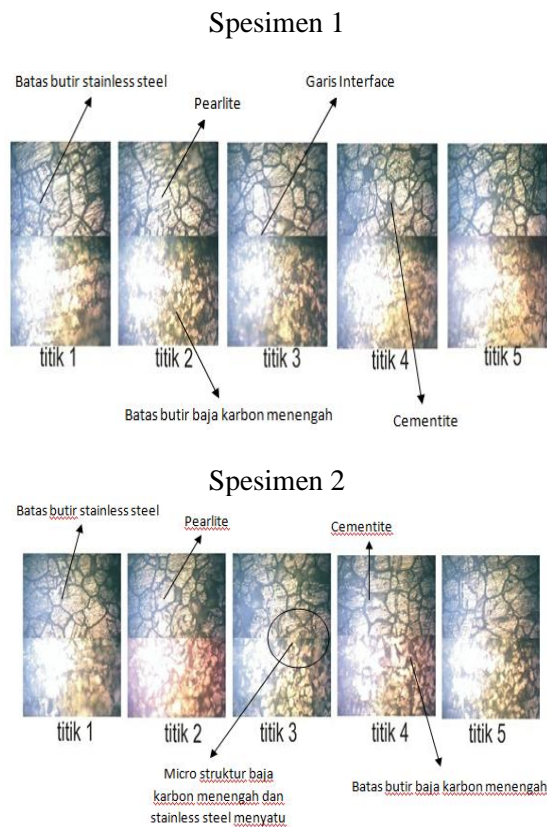 Spesimen 1
Batas butir stainless steel
Garis Interface
Pearlite
titik 1
titik 2
titik 3
titik 4
titik 5
Batas butir baja karbon menengah
Cementite
Spesimen 2
Batas butir stainless steel
Pearlite
Cementite
titik 1
titik 2
titik 3
titik 4
titik 5
Micro struktur baja
karbon menengah dan
stainless steel menyatu
Batas butir baja karbon menengah